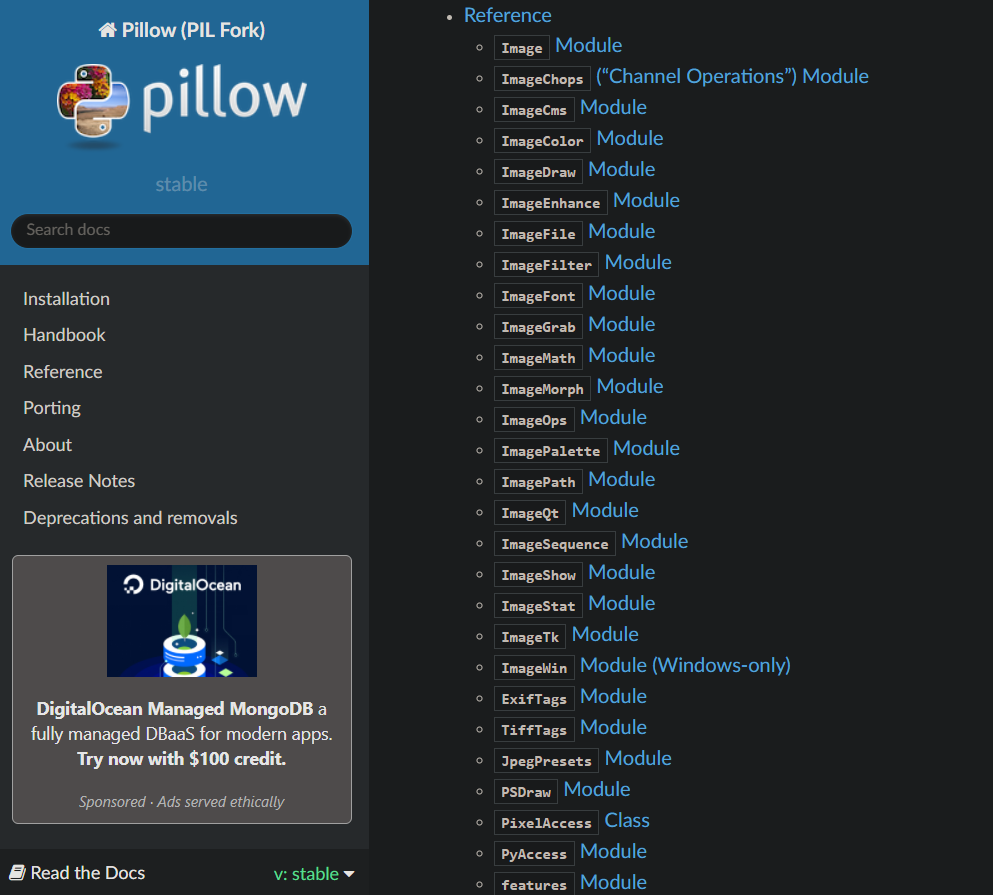 Pillow (PIL Fork)
pillow
stable
Search docs
Installation
Handbook
Reference
Porting
About
Release Notes
Deprecations and removals
DigitalOcean
DigitalOcean Managed MongoDB a
fully managed DBaaS for modern apps.
Try now with $100 credit.
Sponsored · Ads served ethically
Read the Docs
v: stable
Reference
Image Module
ImageChops (“Channel Operations”) Module
ImageCms Module
ImageColor Module
ImageDraw Module
ImageEnhance Module
ImageFile Module
ImageFilter Module
ImageFont Module
ImageGrab Module
ImageMath Module
ImageMorph Module
ImageOps Module
ImagePalette Module
ImagePath Module
ImageQt Module
ImageSequence Module
ImageShow Module
ImageStat Module
ImageTk Module
ImageWin Module (Windows-only)
ExifTags Module
TiffTags Module
JpegPresets Module
PSDraw Module
PixelAccess Class
PyAccess Module
features Module